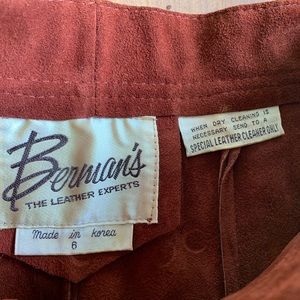 Berman's
THE LEATHER EXPERTS
Made in Korea
6
WHEN DRY CLEANING IS
NECESSARY SEND TO A
SPECIAL LEATHER CLEANER ONLY